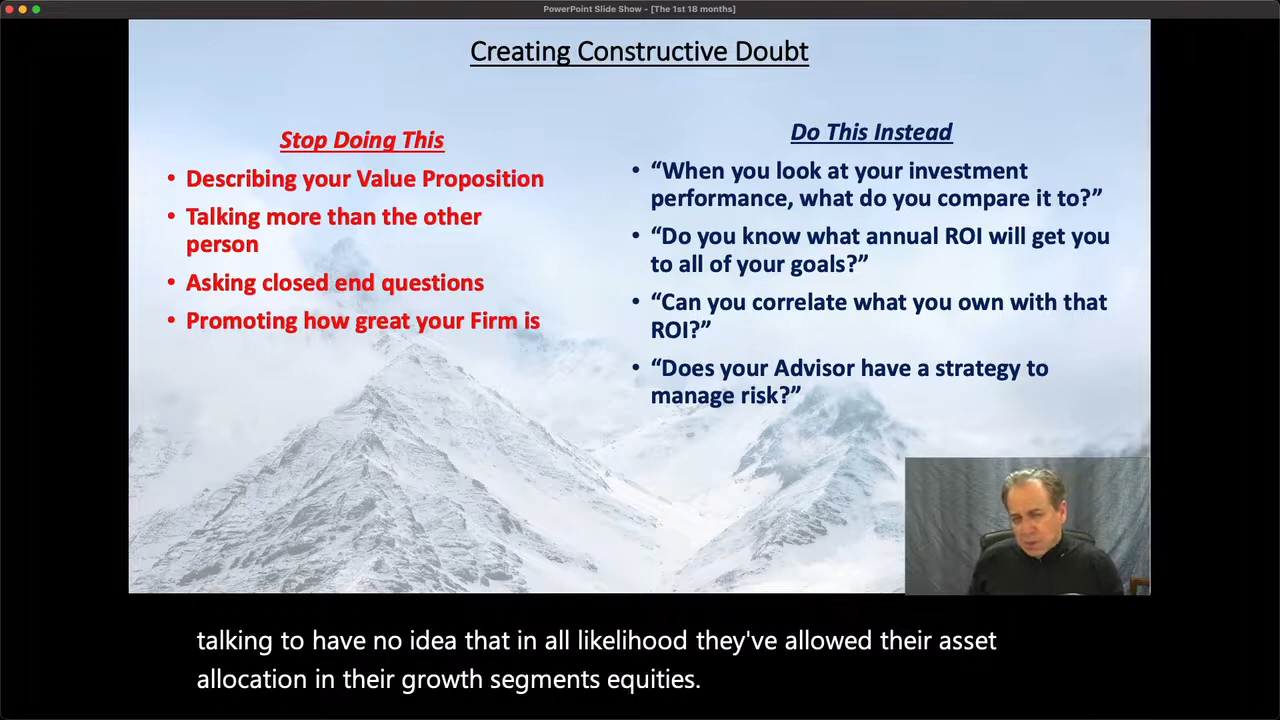 PowerPoint Slide Show - [The 1st 18 months]
Creating Constructive Doubt
Stop Doing This
• Describing your Value Proposition
• Talking more than the other
person
• Asking closed end questions
• Promoting how great your Firm is
Do This Instead
• “When you look at your investment
performance, what do you compare it to?”
• “Do you know what annual ROI will get you
to all of your goals?”
• “Can you correlate what you own with that
ROI?”
• “Does your Advisor have a strategy to
manage risk?”
talking to have no idea that in all likelihood they've allowed their asset
allocation in their growth segments equities.